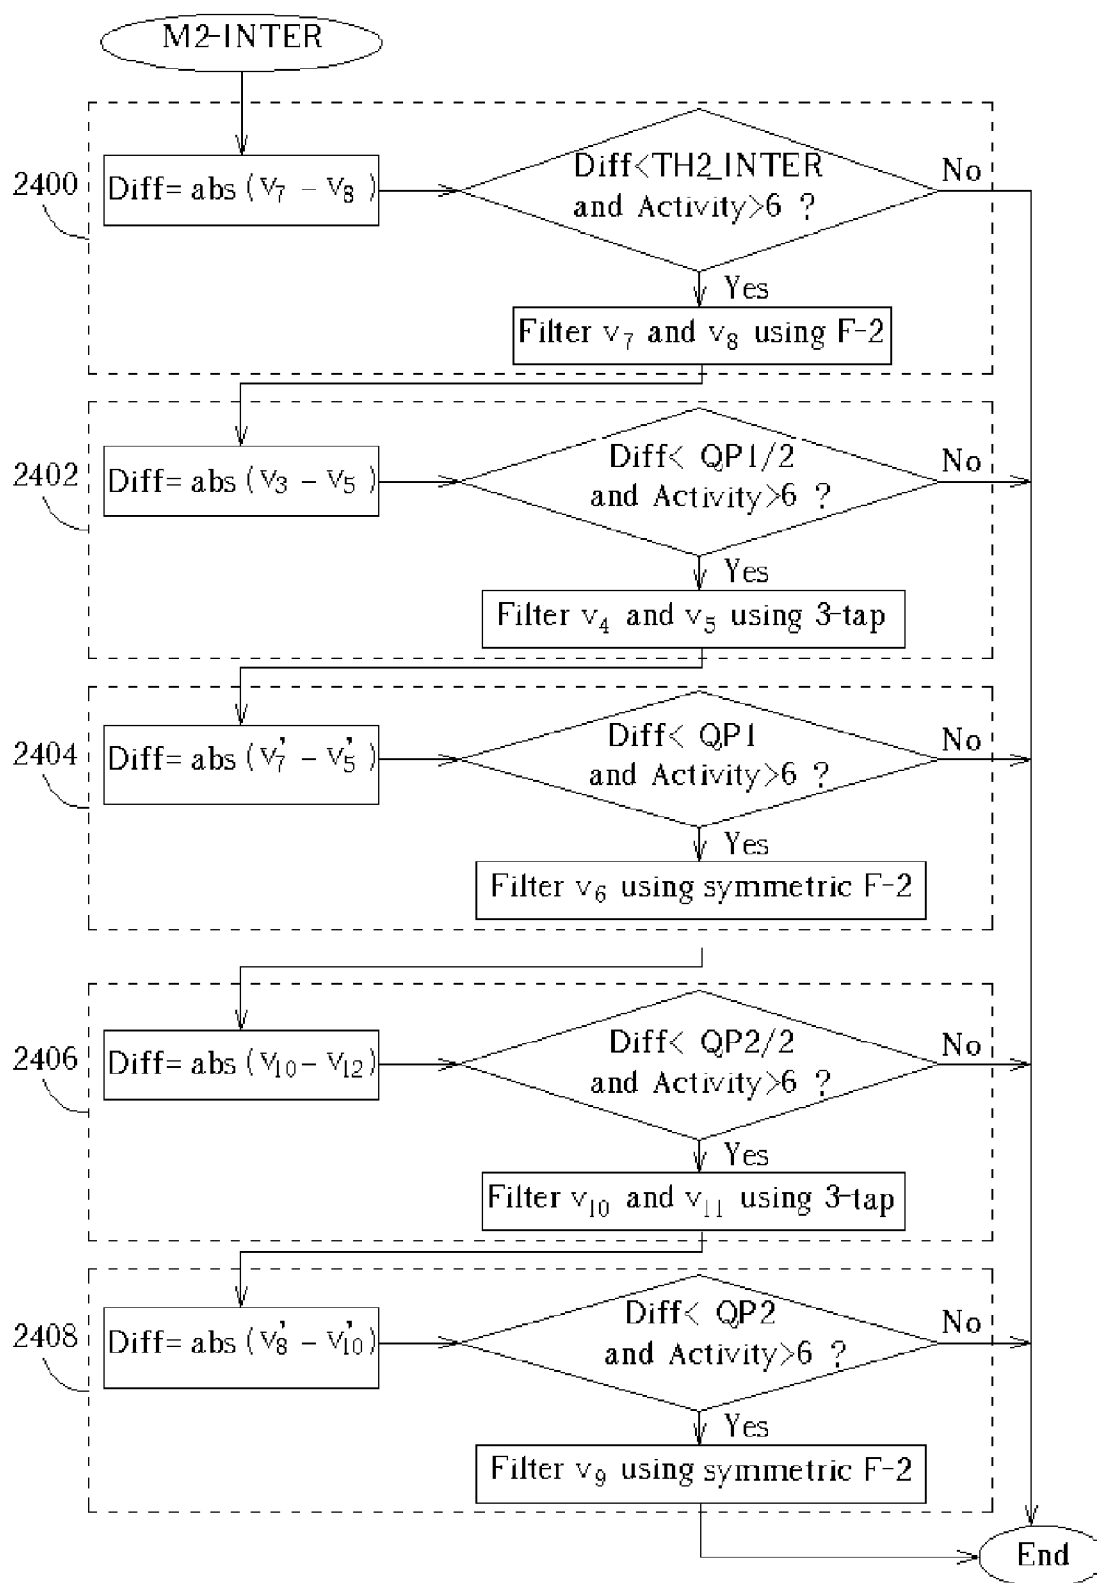 M2-INTER
2400
Diff= abs (V₇ - V₈ )
Diff<TH2_INTER
and Activity>6 ?
No
Yes
Filter v₇ and v₈ using F-2
2402
Diff= abs (V₃ - V₅ )
Diff< QP1/2
and Activity>6 ?
No
Yes
Filter v₄ and v₅ using 3-tap
2404
Diff= abs (V₇' - V₅')
Diff< QP1
and Activity>6 ?
No
Yes
Filter v₆ using symmetric F-2
2406
Diff= abs (V₁₀- V₁₂)
Diff< QP2/2
and Activity>6 ?
No
Yes
Filter v₁₀ and v₁₁ using 3-tap
2408
Diff= abs (V₈' - V₁₀')
Diff< QP2
and Activity>6 ?
No
Yes
Filter v₉ using symmetric F-2
End